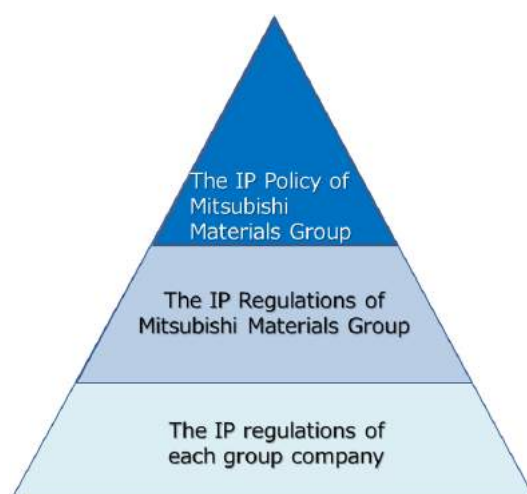 The IP Policy of
Mitsubishi
Materials Group
The IP Regulations of
Mitsubishi Materials Group
The IP regulations of
each group company